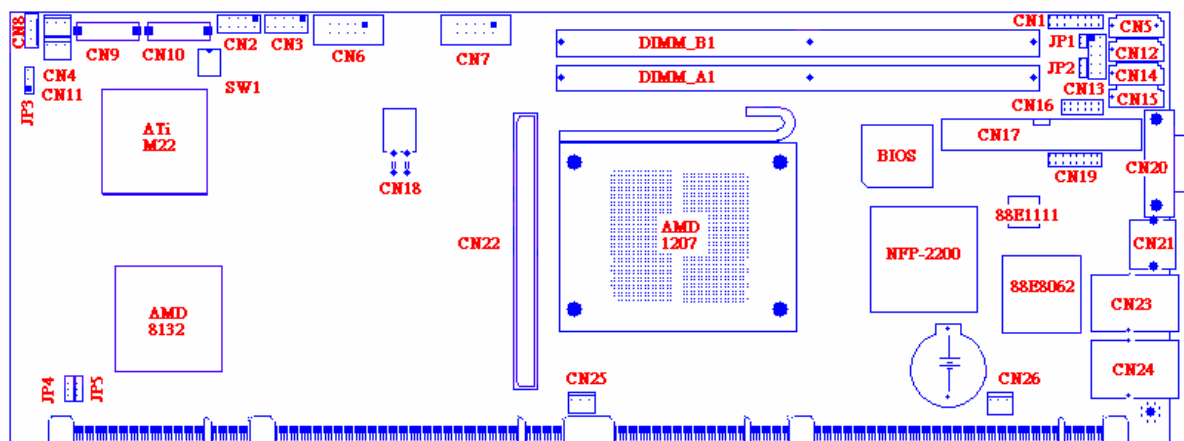 CN8
CN9
CN10
CN2
CN3
CN6
CN7
DIMM_B1
DIMM_A1
CN1
CN5
JP1
CN12
JP2
CN14
CN13
CN15
CN4
CN11
JP3
SW1
CN16
ATi
M22
CN18
CN17
BIOS
CN20
CN19
CN22
AMD
1207
88E1111
CN21
NFP-2200
88E8062
CN23
AMD
8132
CN24
JP4
JP5
CN25
CN26